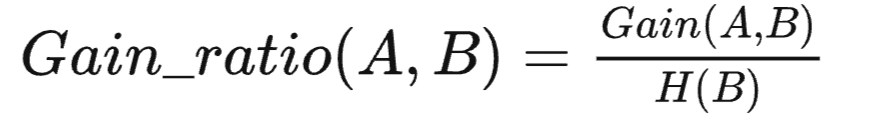 Gain_ratio(A, B) = Gain(A,B) / H(B)